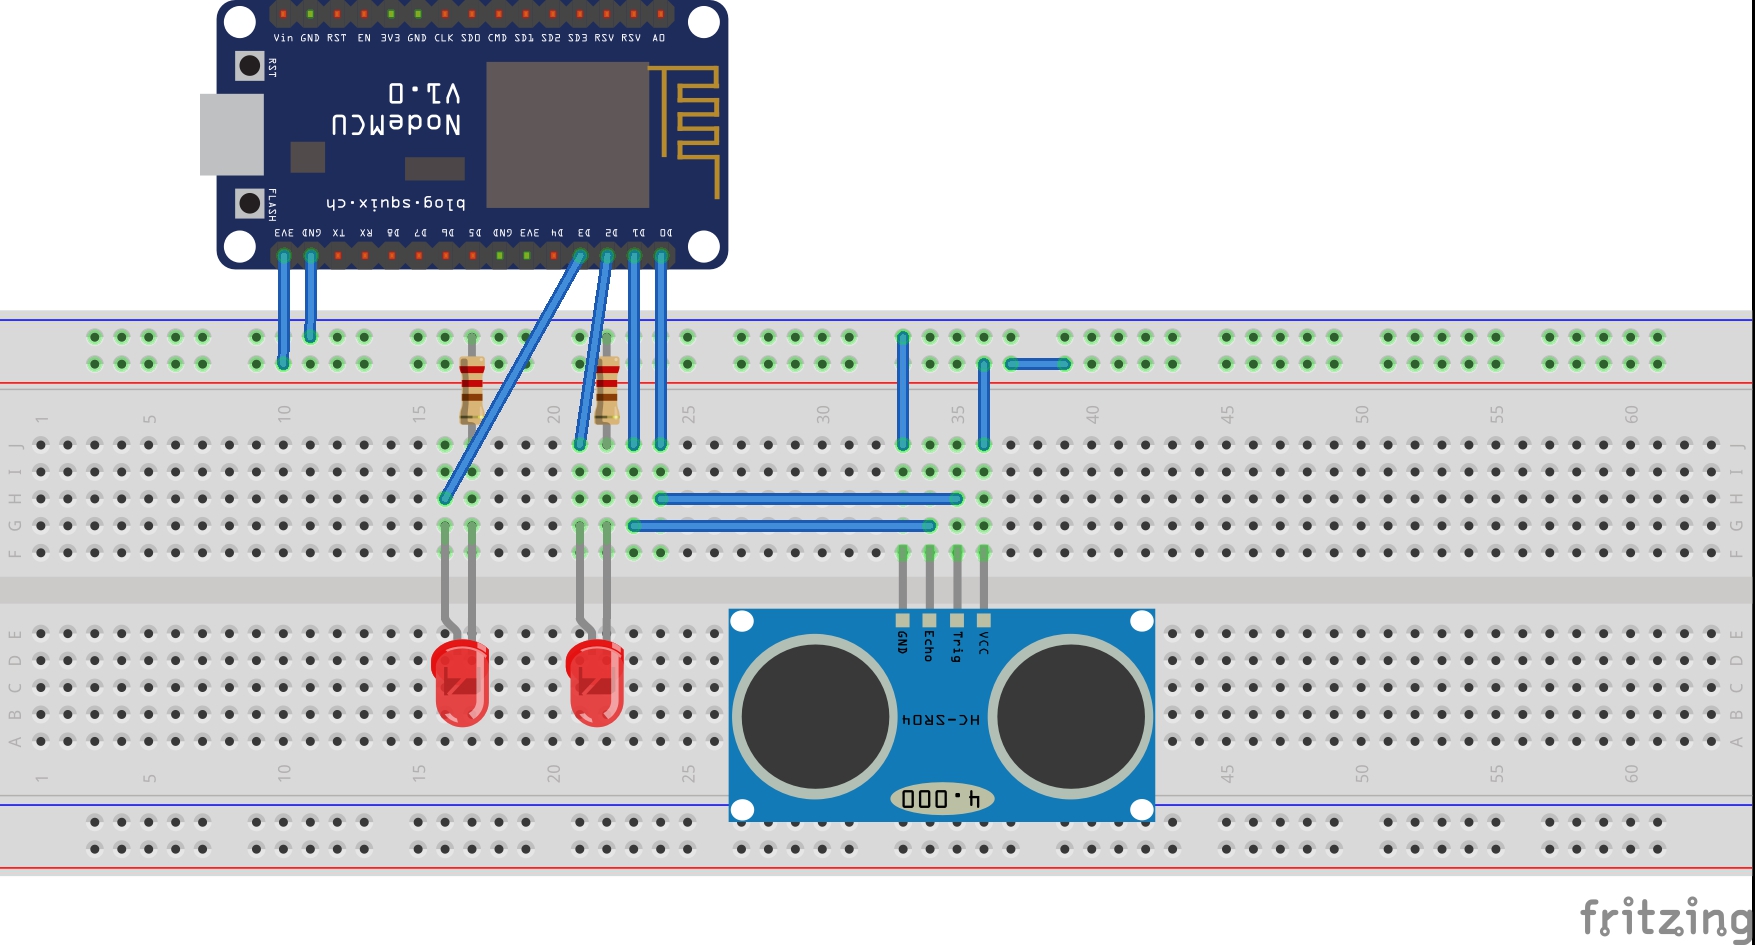 Vin GND RST EN 3V3 GND CLK SD0 CMD SD1 SD2 SD3 RSV RSV A0
RST
V1.0
NodeMCU
FLASH
blog.squix.ch
3V3 GND TX RX D8 D7 D6 D5 GND 3V3 D4 D3 D2 D1 D0
1 5 10 15 20 25 30 35 40 45 50 55 60
J J
I I
H H
G G
F F
GND Echo Trig VCC
E E
D D
C C
B B
HC-SR04
A A
1 5 10 15 20 25 45 50 55 60
4.000
fritzing